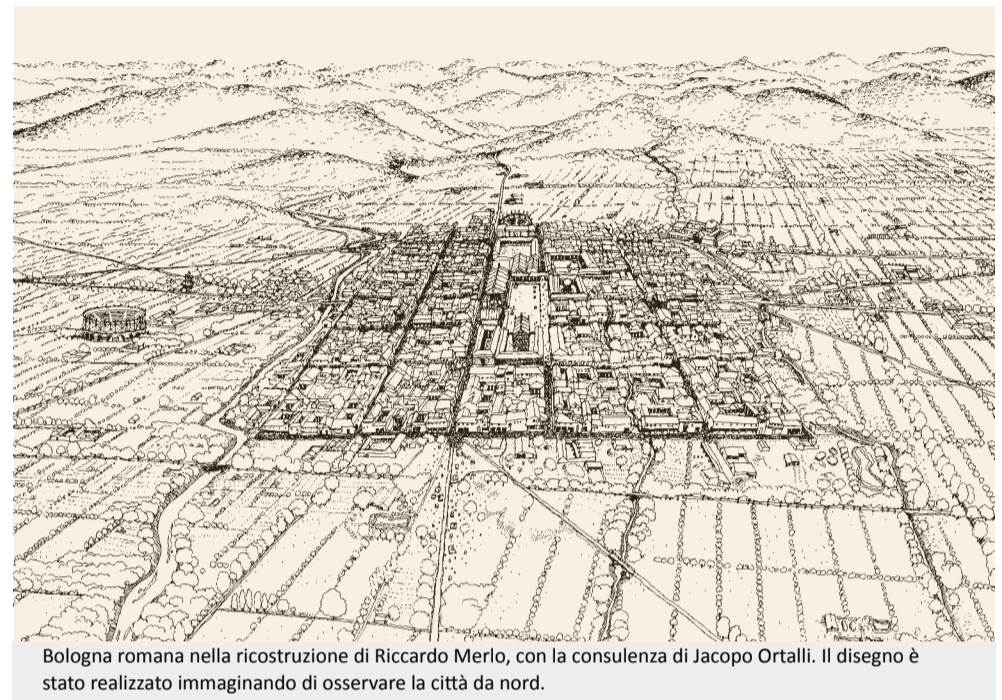 Bologna romana nella ricostruzione di Riccardo Merlo, con la consulenza di Jacopo Ortalli. Il disegno è
stato realizzato immaginando di osservare la città da nord.